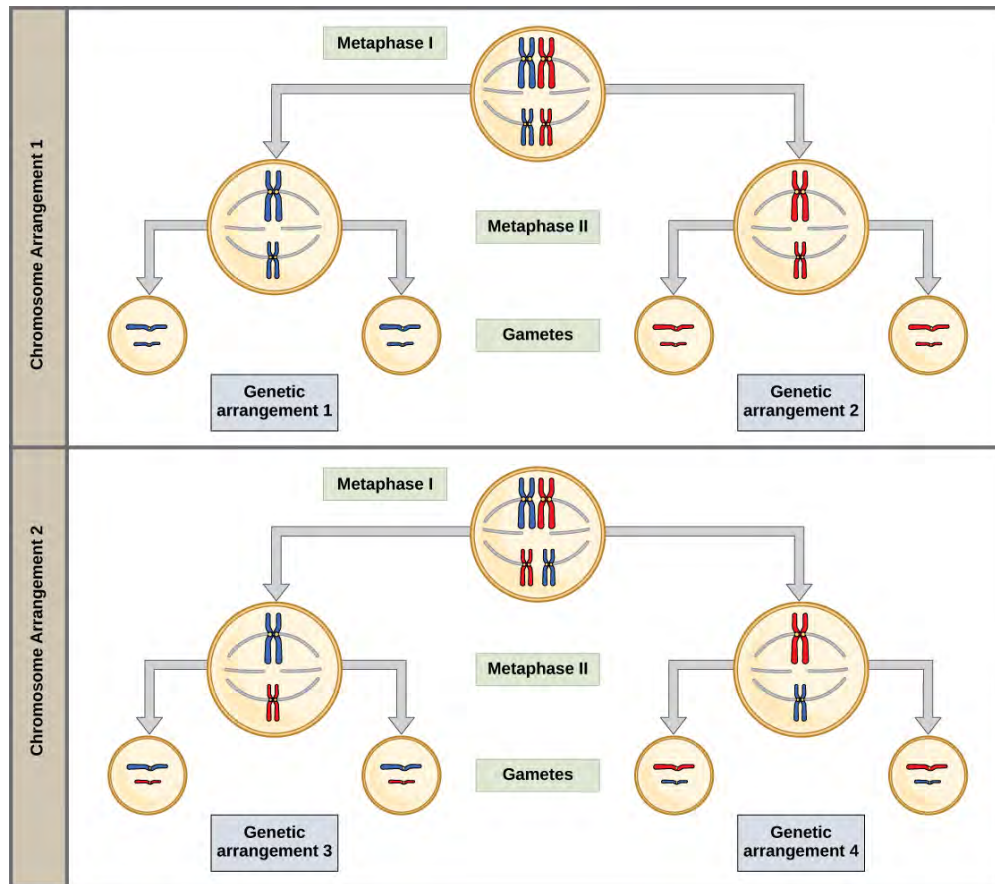 Chromosome Arrangement 1
Metaphase I
Metaphase II
Gametes
Genetic
arrangement 1
Genetic
arrangement 2
Chromosome Arrangement 2
Metaphase I
Metaphase II
Gametes
Genetic
arrangement 3
Genetic
arrangement 4